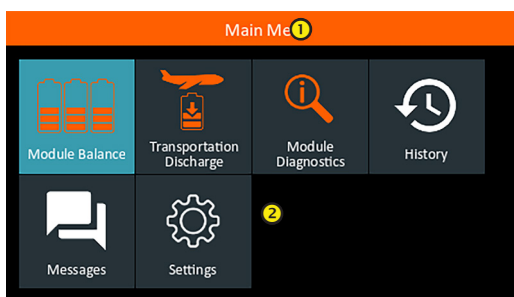 Main Me 1
Module Balance
Transportation
Discharge
Module
Diagnostics
History
Messages
Settings
2